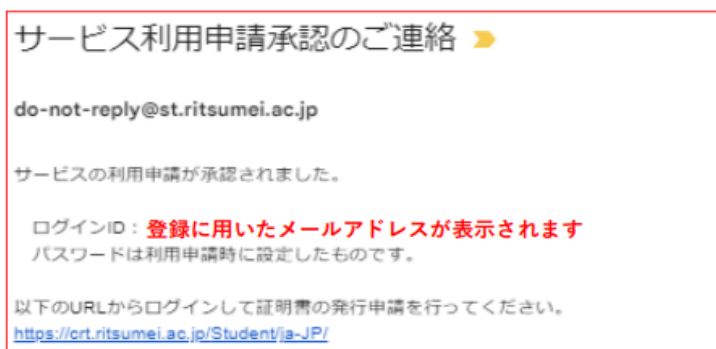 サービス利用申請承認のご連絡
do-not-reply@st.ritsumei.ac.jp
サービスの利用申請が承認されました。
ログインID：登録に用いたメールアドレスが表示されます
パスワードは利用申請時に設定したものです。
以下のURLからログインして証明書の発行申請を行ってください。
https://crt.ritsumei.ac.jp/Student/ja-JP/